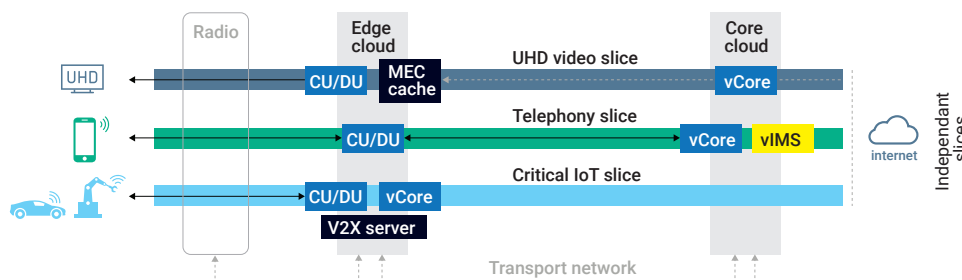 Radio
Edge
cloud
Core
cloud
UHD video slice
UHD
CU/DU
MEC
cache
vCore
Telephony slice
CU/DU
vCore
vIMS
internet
Independant
slices
Critical IoT slice
CU/DU
vCore
V2X server
Transport network